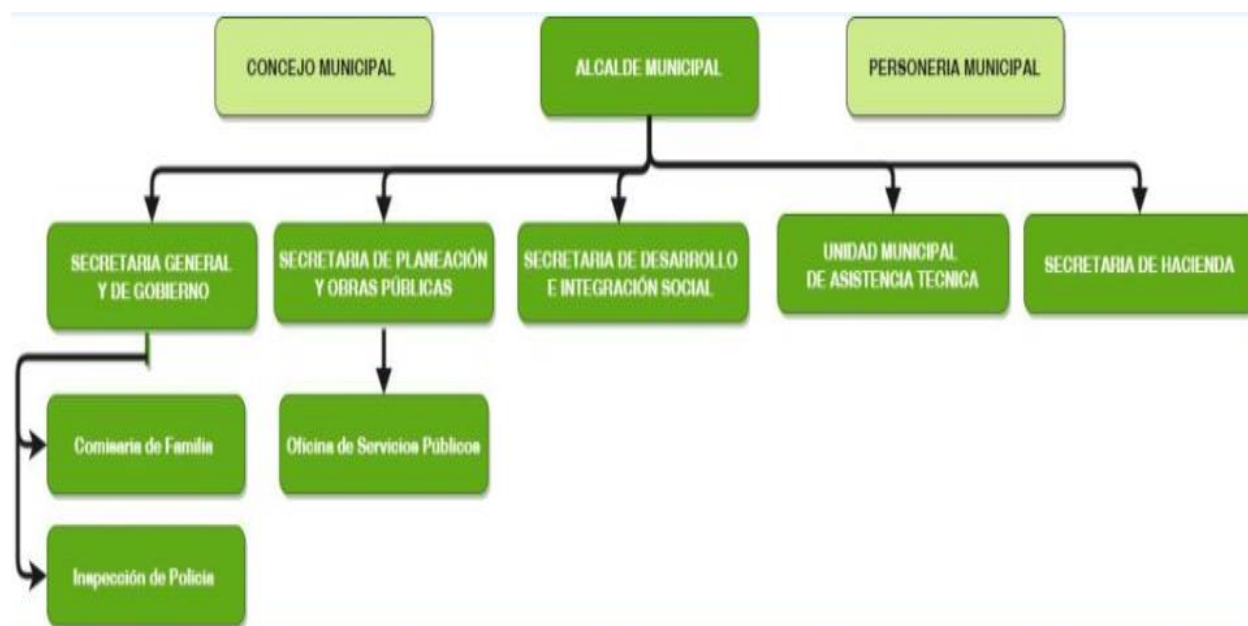 CONCEJO MUNICIPAL
ALCALDE MUNICIPAL
PERSONERIA MUNICIPAL
SECRETARIA GENERAL
Y DE GOBIERNO
SECRETARIA DE PLANEACIÓN
Y OBRAS PÚBLICAS
SECRETARIA DE DESARROLLO
E INTEGRACIÓN SOCIAL
UNIDAD MUNICIPAL
DE ASISTENCIA TECNICA
SECRETARIA DE HACIENDA
Comisaria de Familia
Oficina de Servicios Públicos
Inspección de Policia